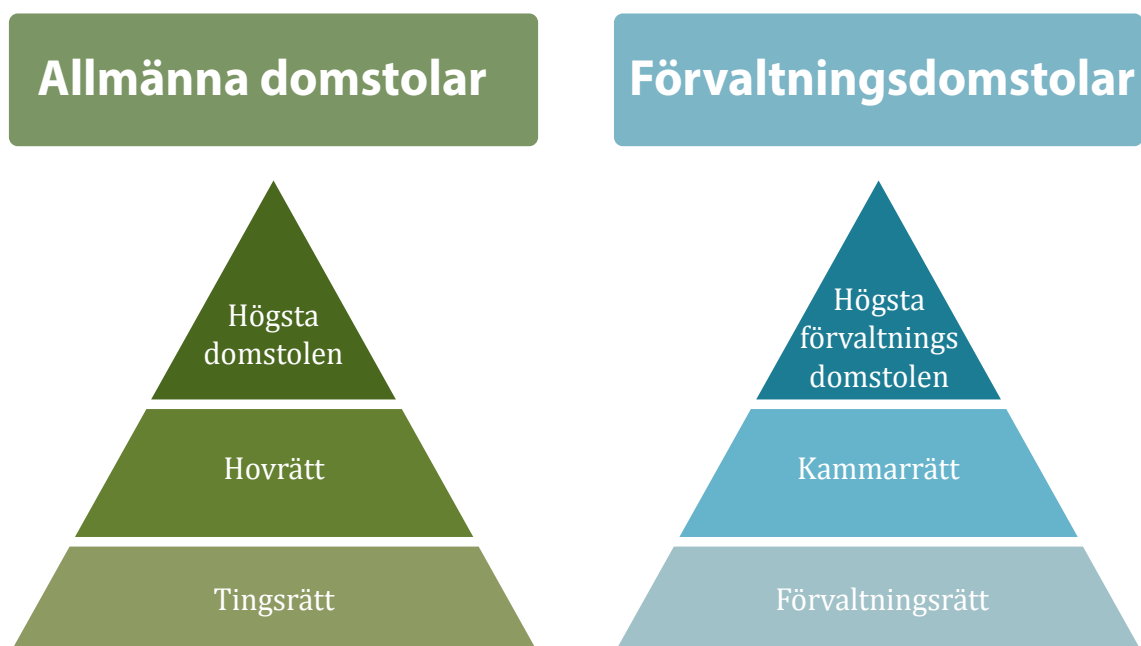 Allmänna domstolar
Högsta
domstolen
Hovrätt
Tingsrätt
Förvaltningsdomstolar
Högsta
förvaltnings
domstolen
Kammarrätt
Förvaltningsrätt